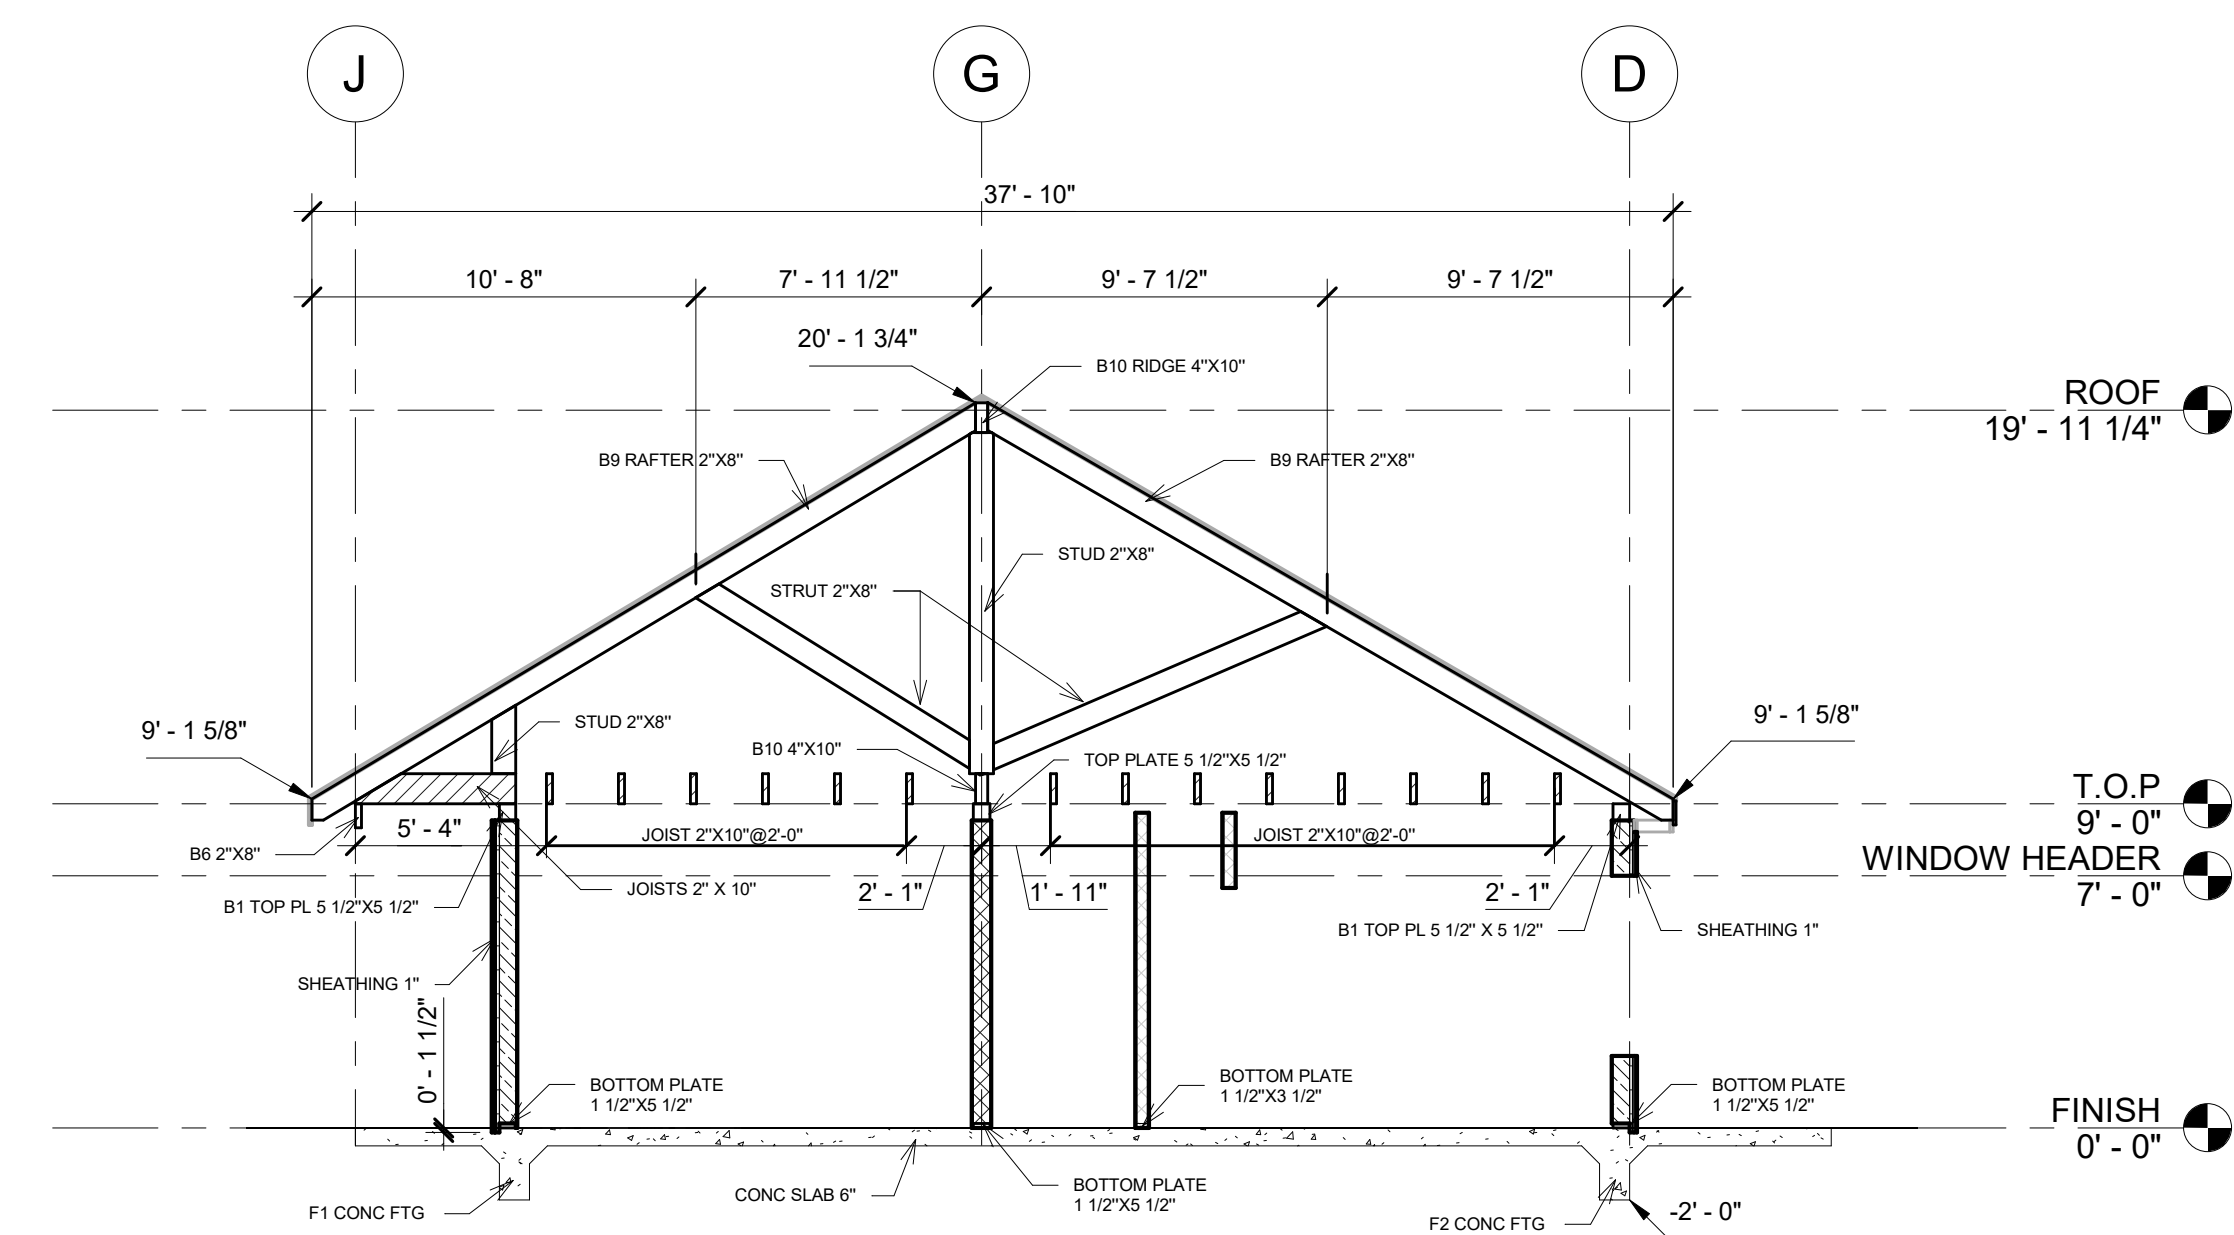 J
G
D
37' - 10"
10' - 8"
7' - 11 1/2"
9' - 7 1/2"
9' - 7 1/2"
20' - 1 3/4"
B10 RIDGE 4"X10"
ROOF
19' - 11 1/4"
B9 RAFTER 2"X8"
B9 RAFTER 2"X8"
STUD 2"X8"
STRUT 2"X8"
9' - 1 5/8"
STUD 2"X8"
9' - 1 5/8"
B10 4"X10"
TOP PLATE 5 1/2"X5 1/2"
T.O.P
9' - 0"
5' - 4"
JOIST 2"X10"@2'-0"
JOIST 2"X10"@2'-0"
B6 2"X8"
WINDOW HEADER
7' - 0"
JOISTS 2" X 10"
2' - 1"
1' - 11"
2' - 1"
B1 TOP PL 5 1/2"X5 1/2"
B1 TOP PL 5 1/2" X 5 1/2"
SHEATHING 1"
SHEATHING 1"
0' - 1 1/2"
BOTTOM PLATE
1 1/2"X5 1/2"
BOTTOM PLATE
1 1/2"X3 1/2"
BOTTOM PLATE
1 1/2"X5 1/2"
FINISH
0' - 0"
F1 CONC FTG
CONC SLAB 6"
BOTTOM PLATE
1 1/2"X5 1/2"
F2 CONC FTG
-2' - 0"